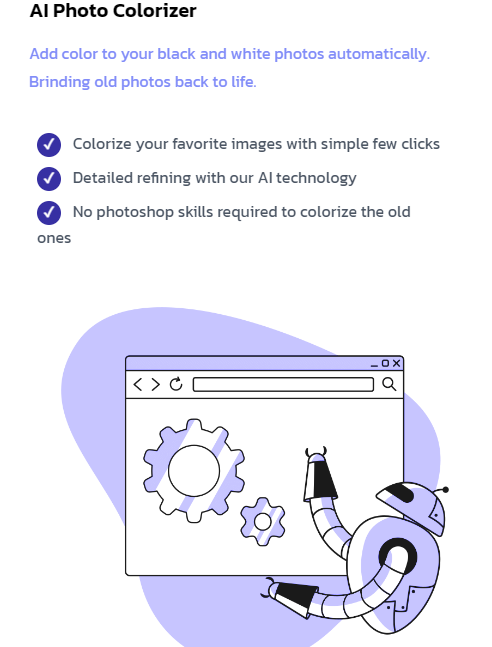 AI Photo Colorizer
Add color to your black and white photos automatically.
Brinding old photos back to life.
Colorize your favorite images with simple few clicks
Detailed refining with our AI technology
No photoshop skills required to colorize the old
ones